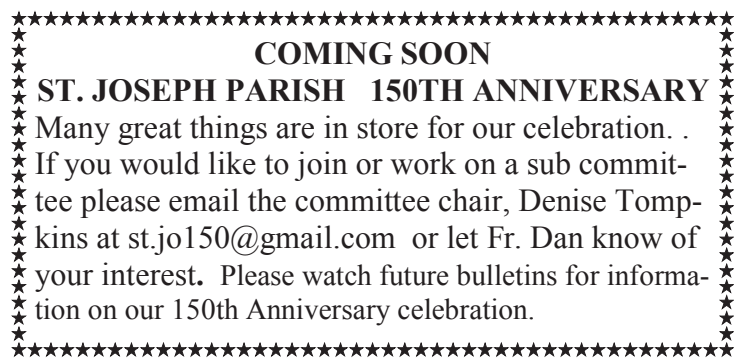 COMING SOON
ST. JOSEPH PARISH   150TH ANNIVERSARY
Many great things are in store for our celebration. .
If you would like to join or work on a sub commit-
tee please email the committee chair, Denise Tomp-
kins at st.jo150@gmail.com  or let Fr. Dan know of
your interest.  Please watch future bulletins for informa-
tion on our 150th Anniversary celebration.